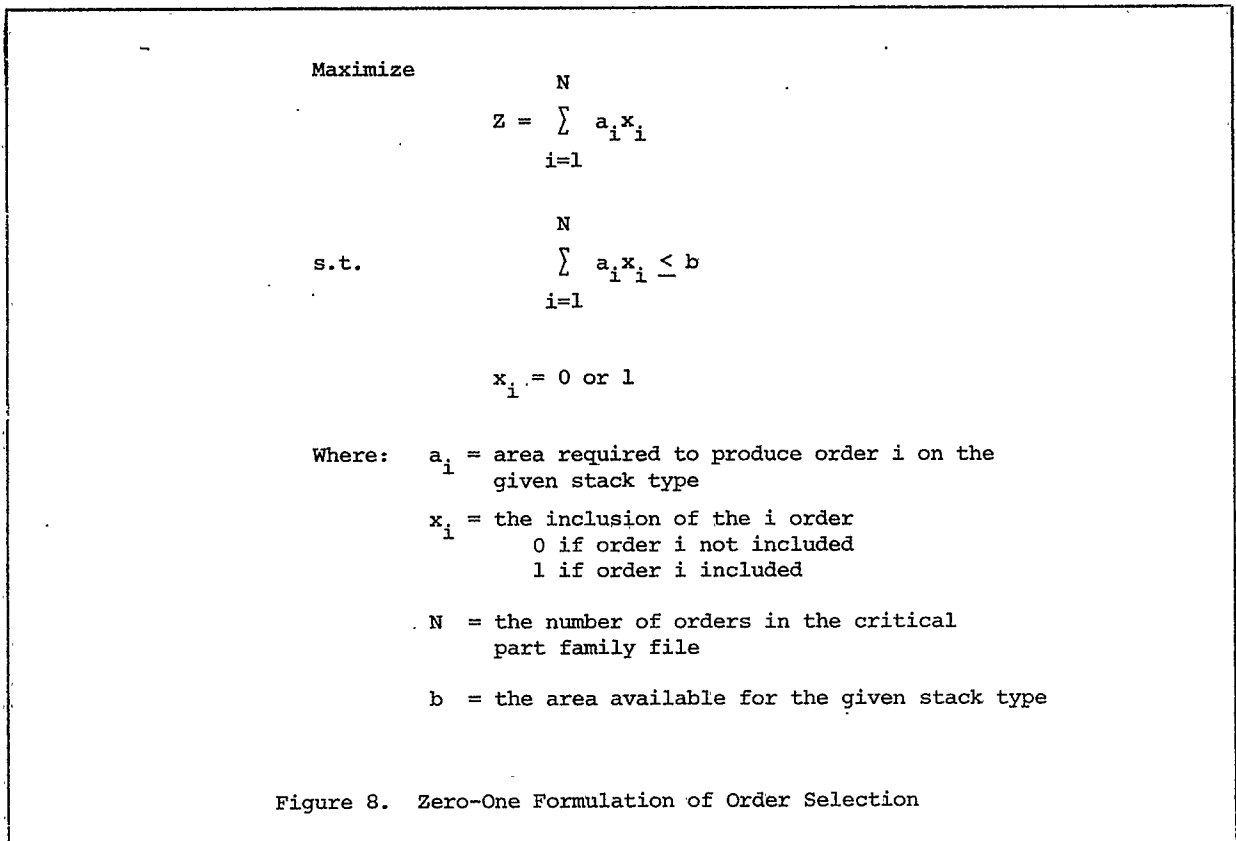 Maximize
N
Z = ∑ a_i x_i
i=1
N
s.t. ∑ a_i x_i ≤ b
i=1
x_i = 0 or 1
Where: a_i = area required to produce order i on the
given stack type
x_i = the inclusion of the i order
0 if order i not included
1 if order i included
N = the number of orders in the critical
part family file
b = the area available for the given stack type
Figure 8. Zero-One Formulation of Order Selection